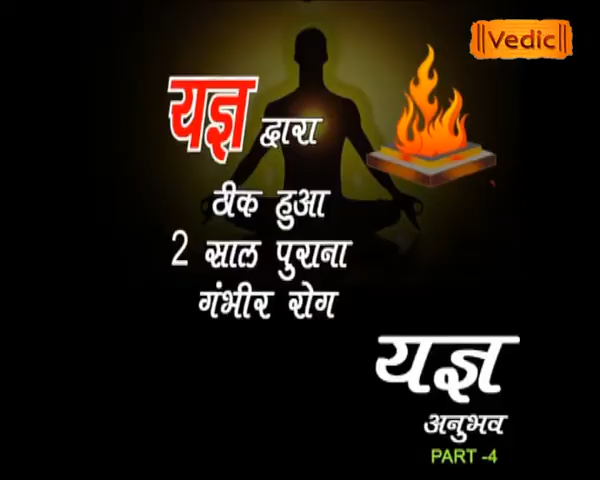 ||Vedic||
यज्ञ द्वारा
ठीक हुआ
2 साल पुराना
गंभीर रोग
यज्ञ
अनुभव
PART -4